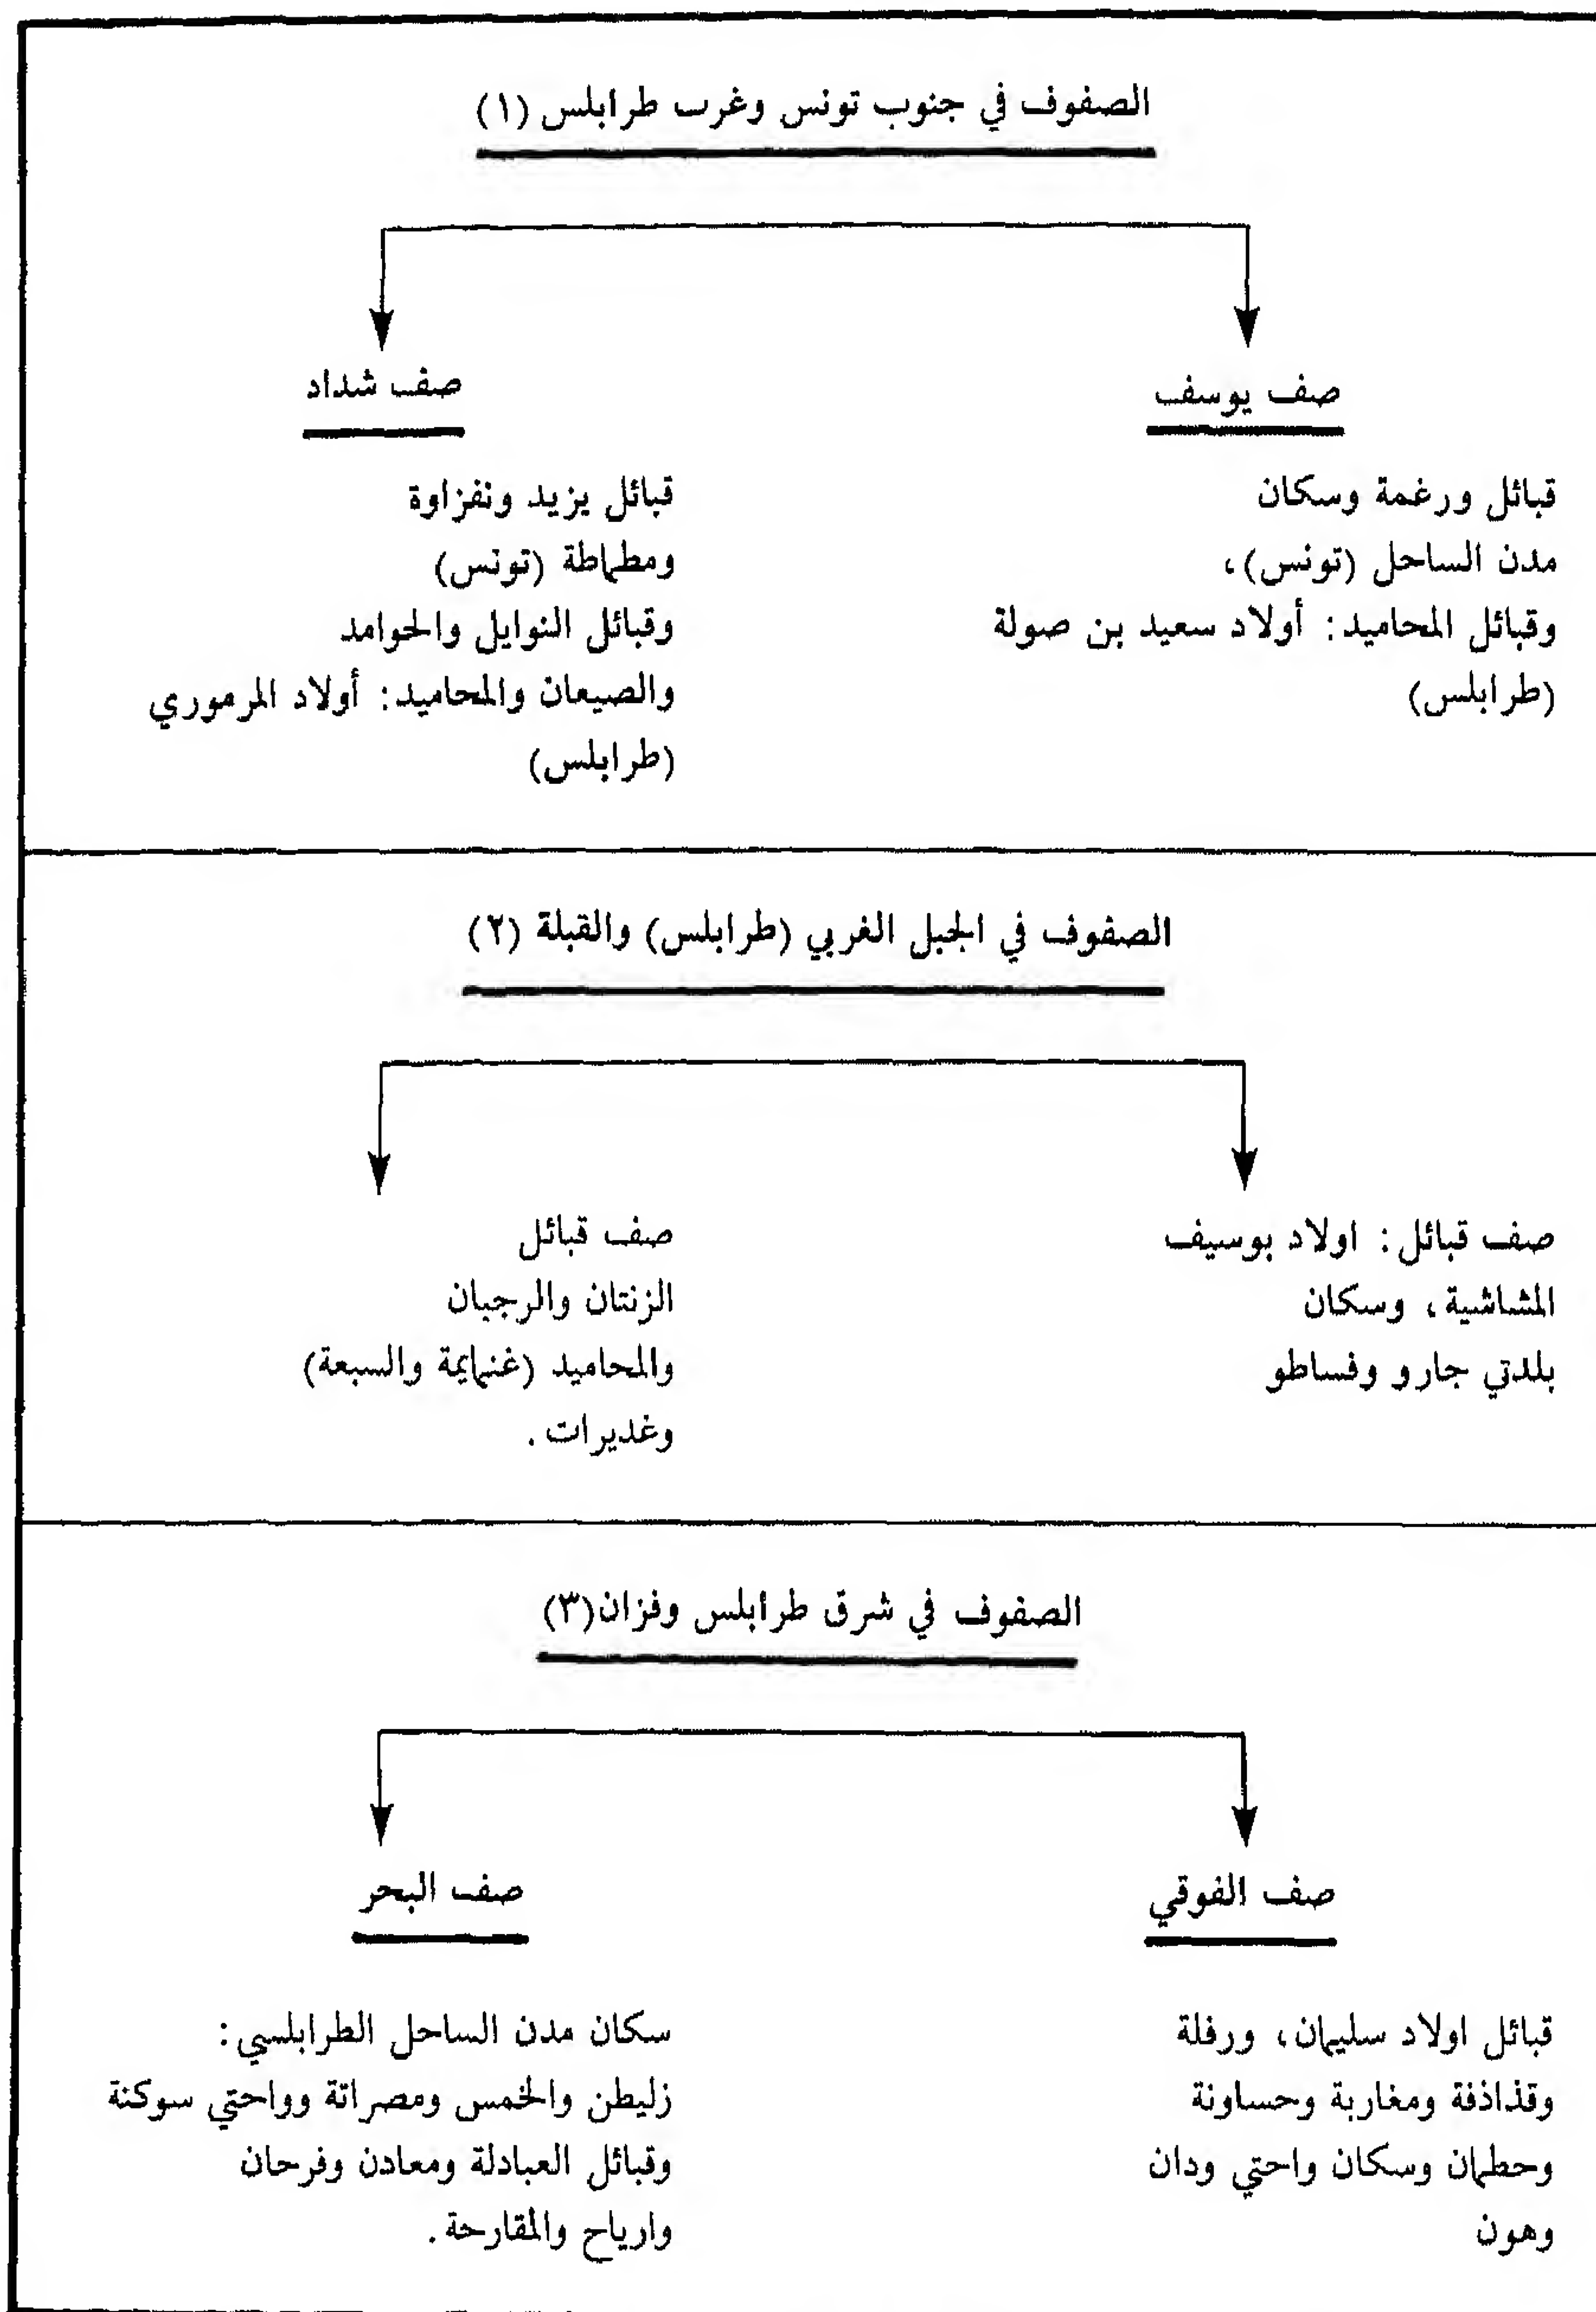 الصفوف في جنوب تونس وغرب طرابلس (١)
صف يوسف
قبائل ورغمة وسكان
مدن الساحل (تونس)،
وقبائل المحاميد: أولاد سعيد بن صولة
(طرابلس)
صف شداد
قبائل يزيد ونفزاوة
ومطماطة (تونس)
وقبائل النوايل والحوامد
والصيعان والمحاميد: أولاد المرموري
(طرابلس)
الصفوف في الجبل الغربي (طرابلس) والقبلة (٢)
صف قبائل: اولاد بوسيف
المشاشية، وسكان
بلدتي جارو وفساطو
صف قبائل
الزنتان والرجبان
والمحاميد (غنمايمة والسبعة)
وغديرات.
الصفوف في شرق طرابلس وفزان(٣)
صف الفوقي
قبائل اولاد سليمان، ورفلة
وقذاذفة ومغاربة وحساونة
وحطمان وسكان واحتي ودان
وهون
صف البحر
سكان مدن الساحل الطرابلسي:
زليطن والخمس ومصراتة وواحتي سوكنة
وقبائل العبادلة ومعادن وفرحان
وارياح والمقارحة.